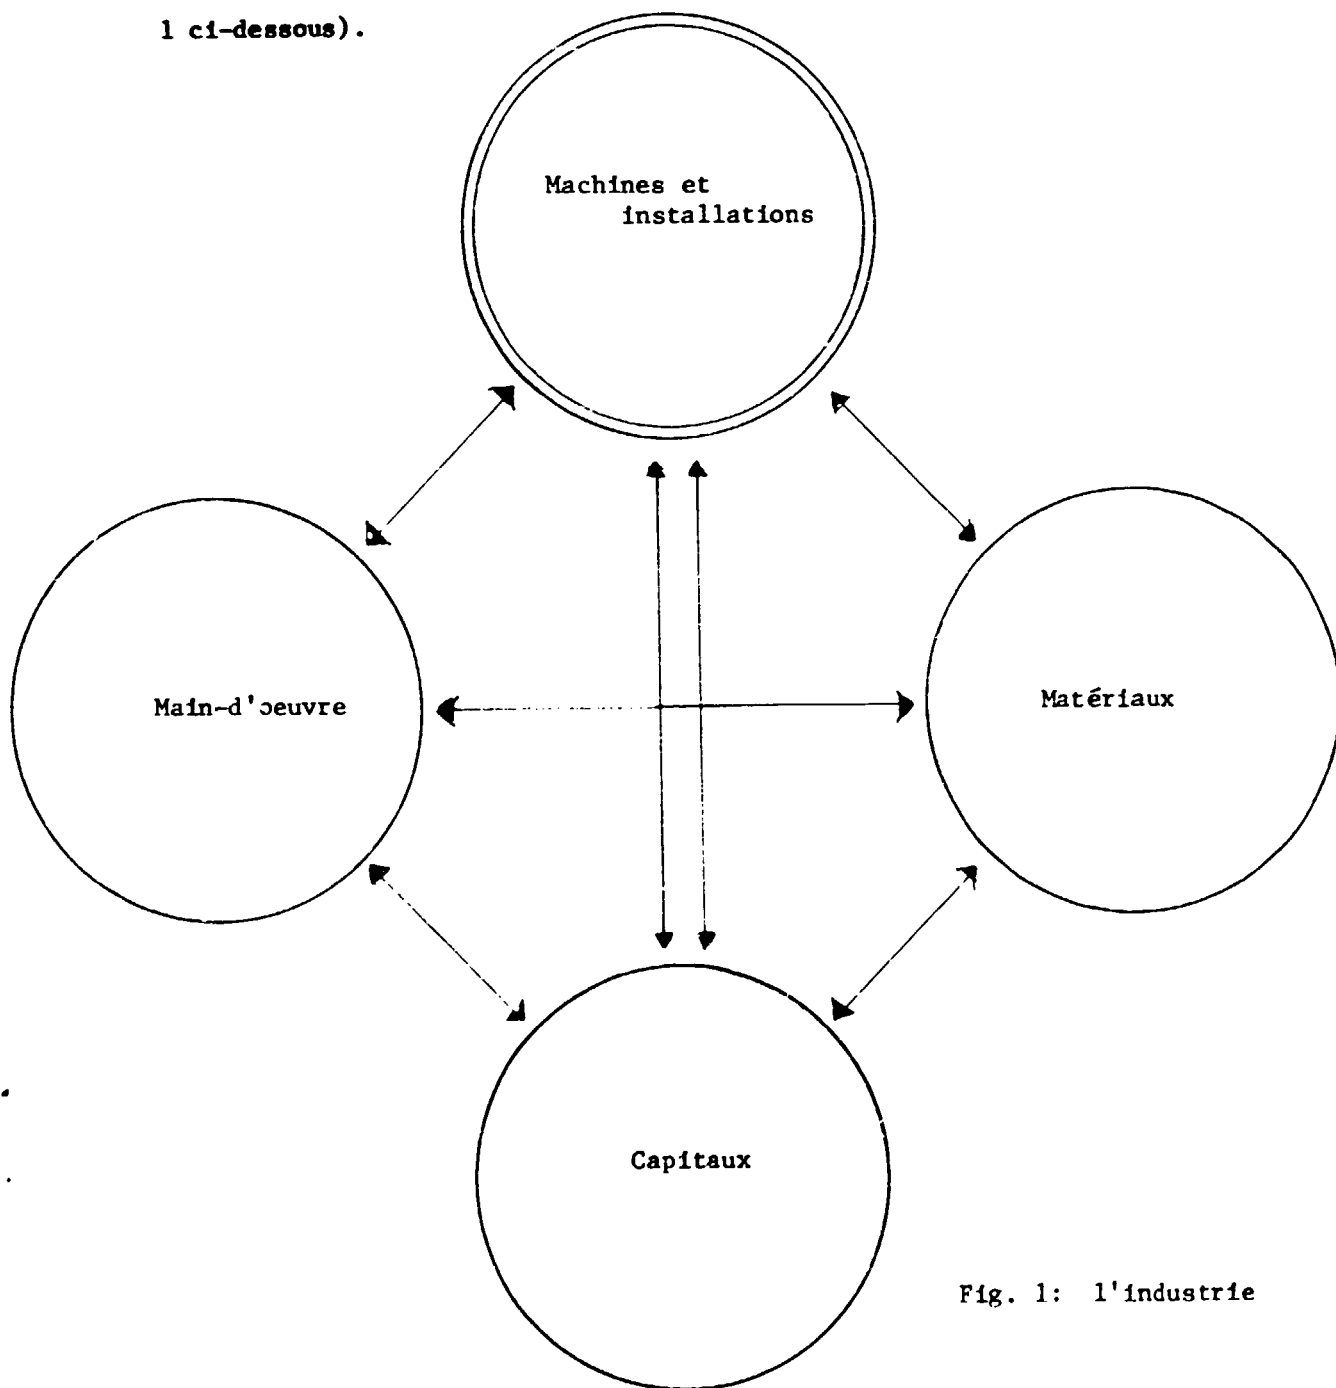 1 ci-dessous).
Machines et
installations
Main-d'oeuvre
Matériaux
Capitaux
Fig. 1: l'industrie